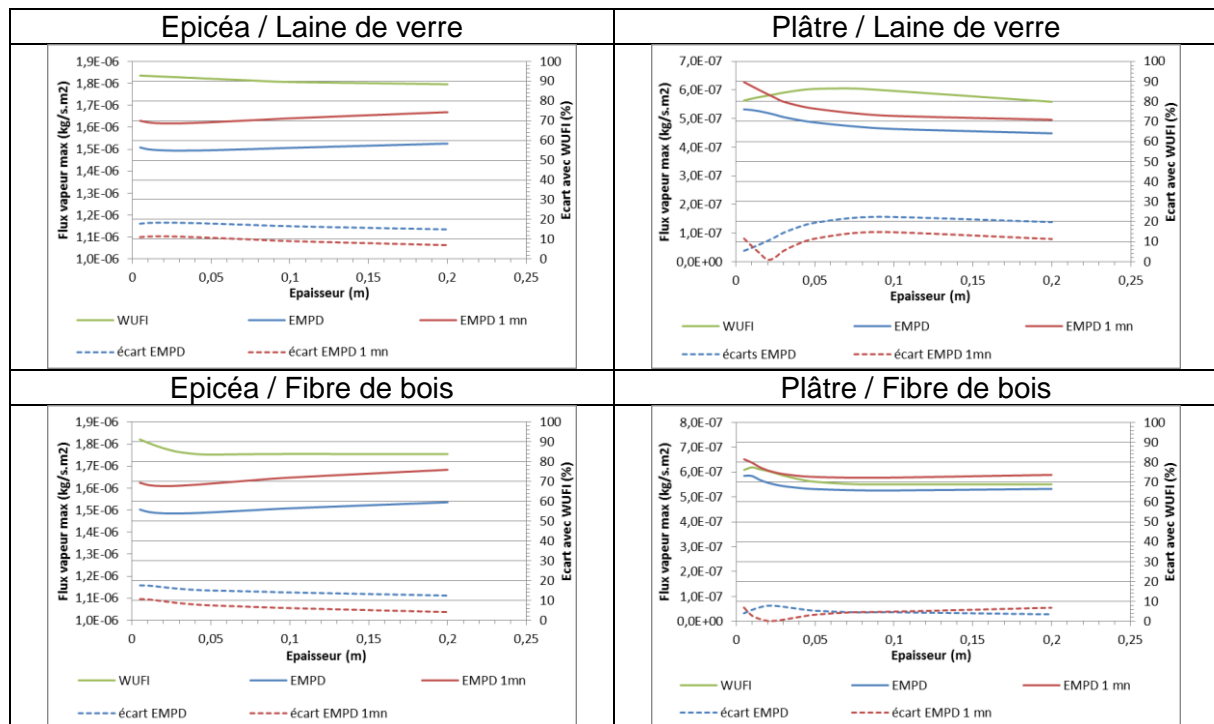 Epicéa / Laine de verre
Flux vapeur max (kg/s.m2)
1,9E-06
1,8E-06
1,7E-06
1,6E-06
1,5E-06
1,4E-06
1,3E-06
1,2E-06
1,1E-06
1,0E-06
100
90
80
70
60
50
40
30
20
10
0
Ecart avec WUFI (%)
0 0,05 0,1 0,15 0,2 0,25
Epaisseur (m)
WUFI EMPD EMPD 1 mn
écart EMPD écart EMPD 1 mn
Plâtre / Laine de verre
Flux vapeur max (kg/s.m2)
7,0E-07
6,0E-07
5,0E-07
4,0E-07
3,0E-07
2,0E-07
1,0E-07
0,0E+00
100
90
80
70
60
50
40
30
20
10
0
Ecart avec WUFI (%)
0 0,05 0,1 0,15 0,2 0,25
Epaisseur (m)
WUFI EMPD EMPD 1 mn
écarts EMPD écart EMPD 1mn
Epicéa / Fibre de bois
Flux vapeur max (kg/s.m2)
1,9E-06
1,8E-06
1,7E-06
1,6E-06
1,5E-06
1,4E-06
1,3E-06
1,2E-06
1,1E-06
1,0E-06
100
90
80
70
60
50
40
30
20
10
0
Ecart avec WUFI (%)
0 0,05 0,1 0,15 0,2 0,25
Epaisseur (m)
WUFI EMPD EMPD 1mn
écart EMPD écart EMPD 1mn
Plâtre / Fibre de bois
Flux vapeur max (kg/s.m2)
8,0E-07
7,0E-07
6,0E-07
5,0E-07
4,0E-07
3,0E-07
2,0E-07
1,0E-07
0,0E+00
100
90
80
70
60
50
40
30
20
10
0
Ecart avec WUFI (%)
0 0,05 0,1 0,15 0,2 0,25
Epaisseur (m)
WUFI EMPD EMPD 1 mn
écart EMPD écart EMPD 1mn